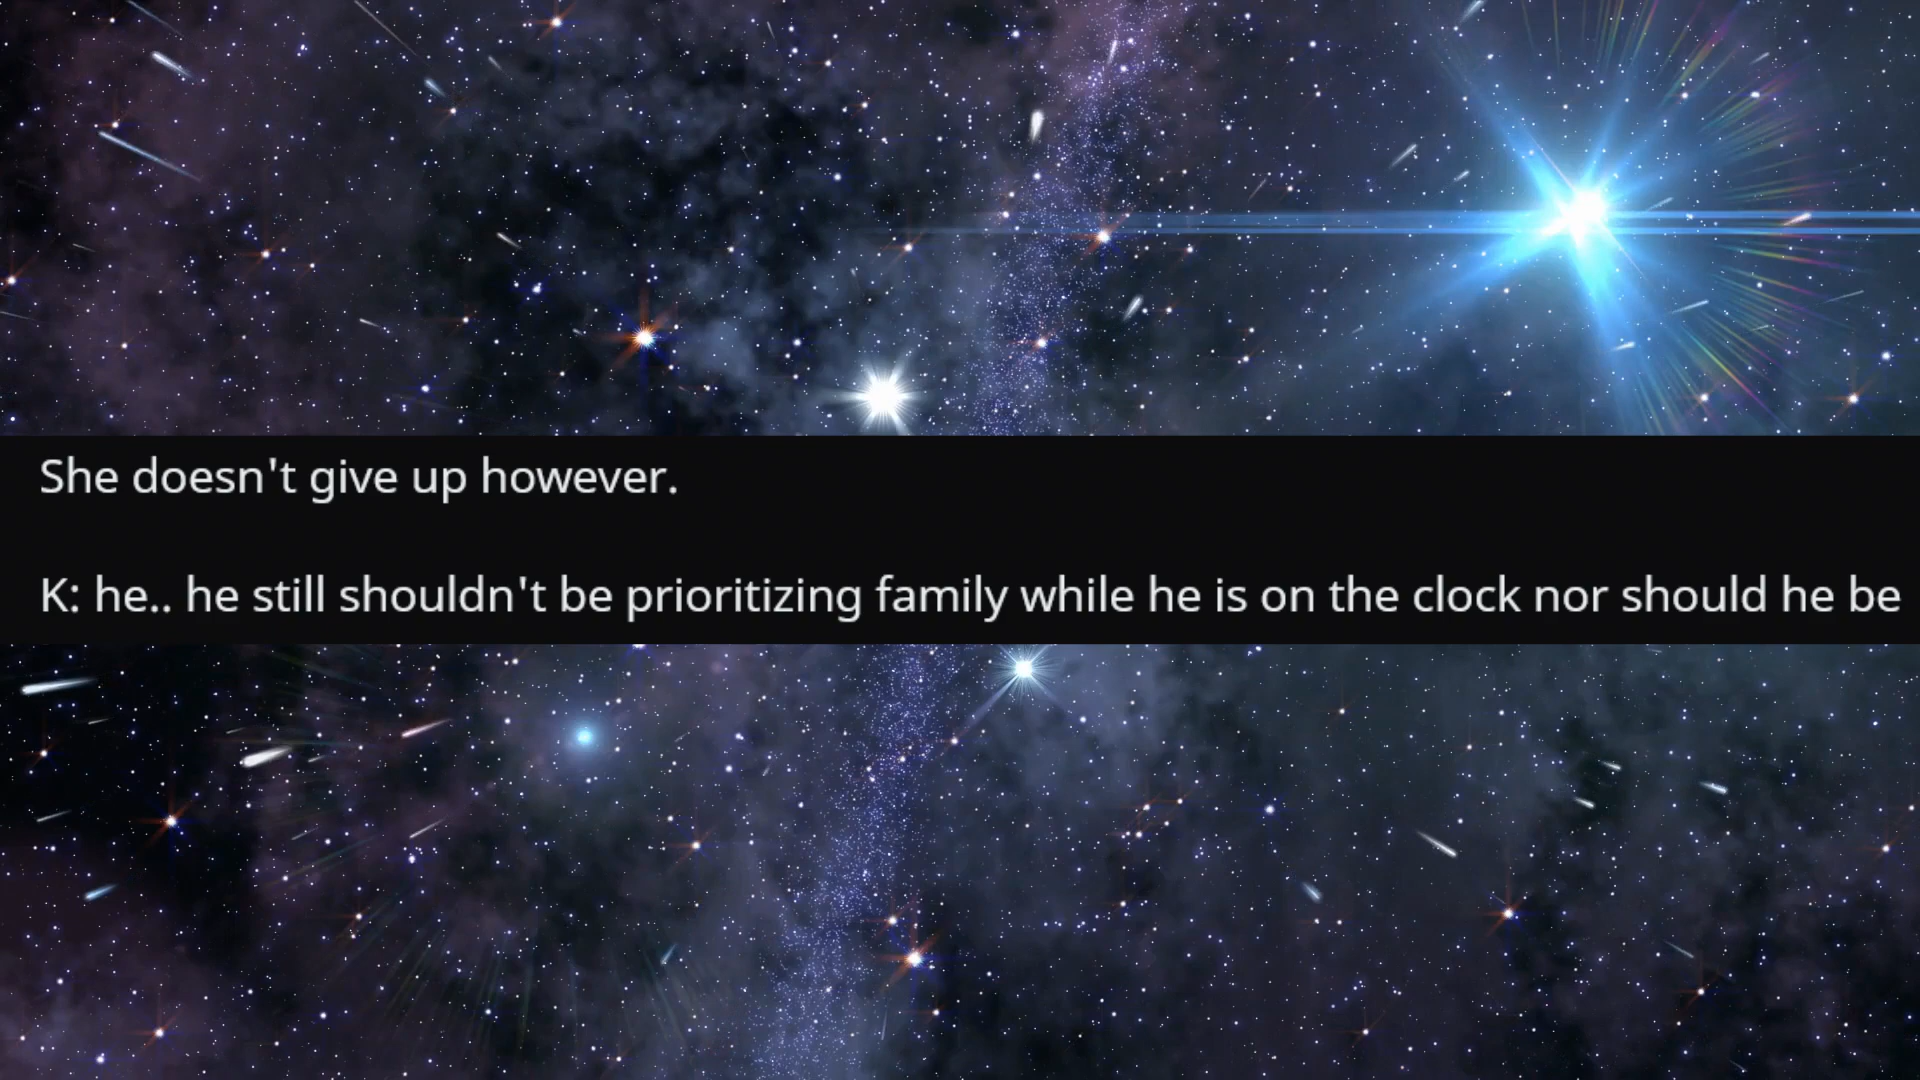 She doesn't give up however.
K: he.. he still shouldn't be prioritizing family while he is on the clock nor should he be